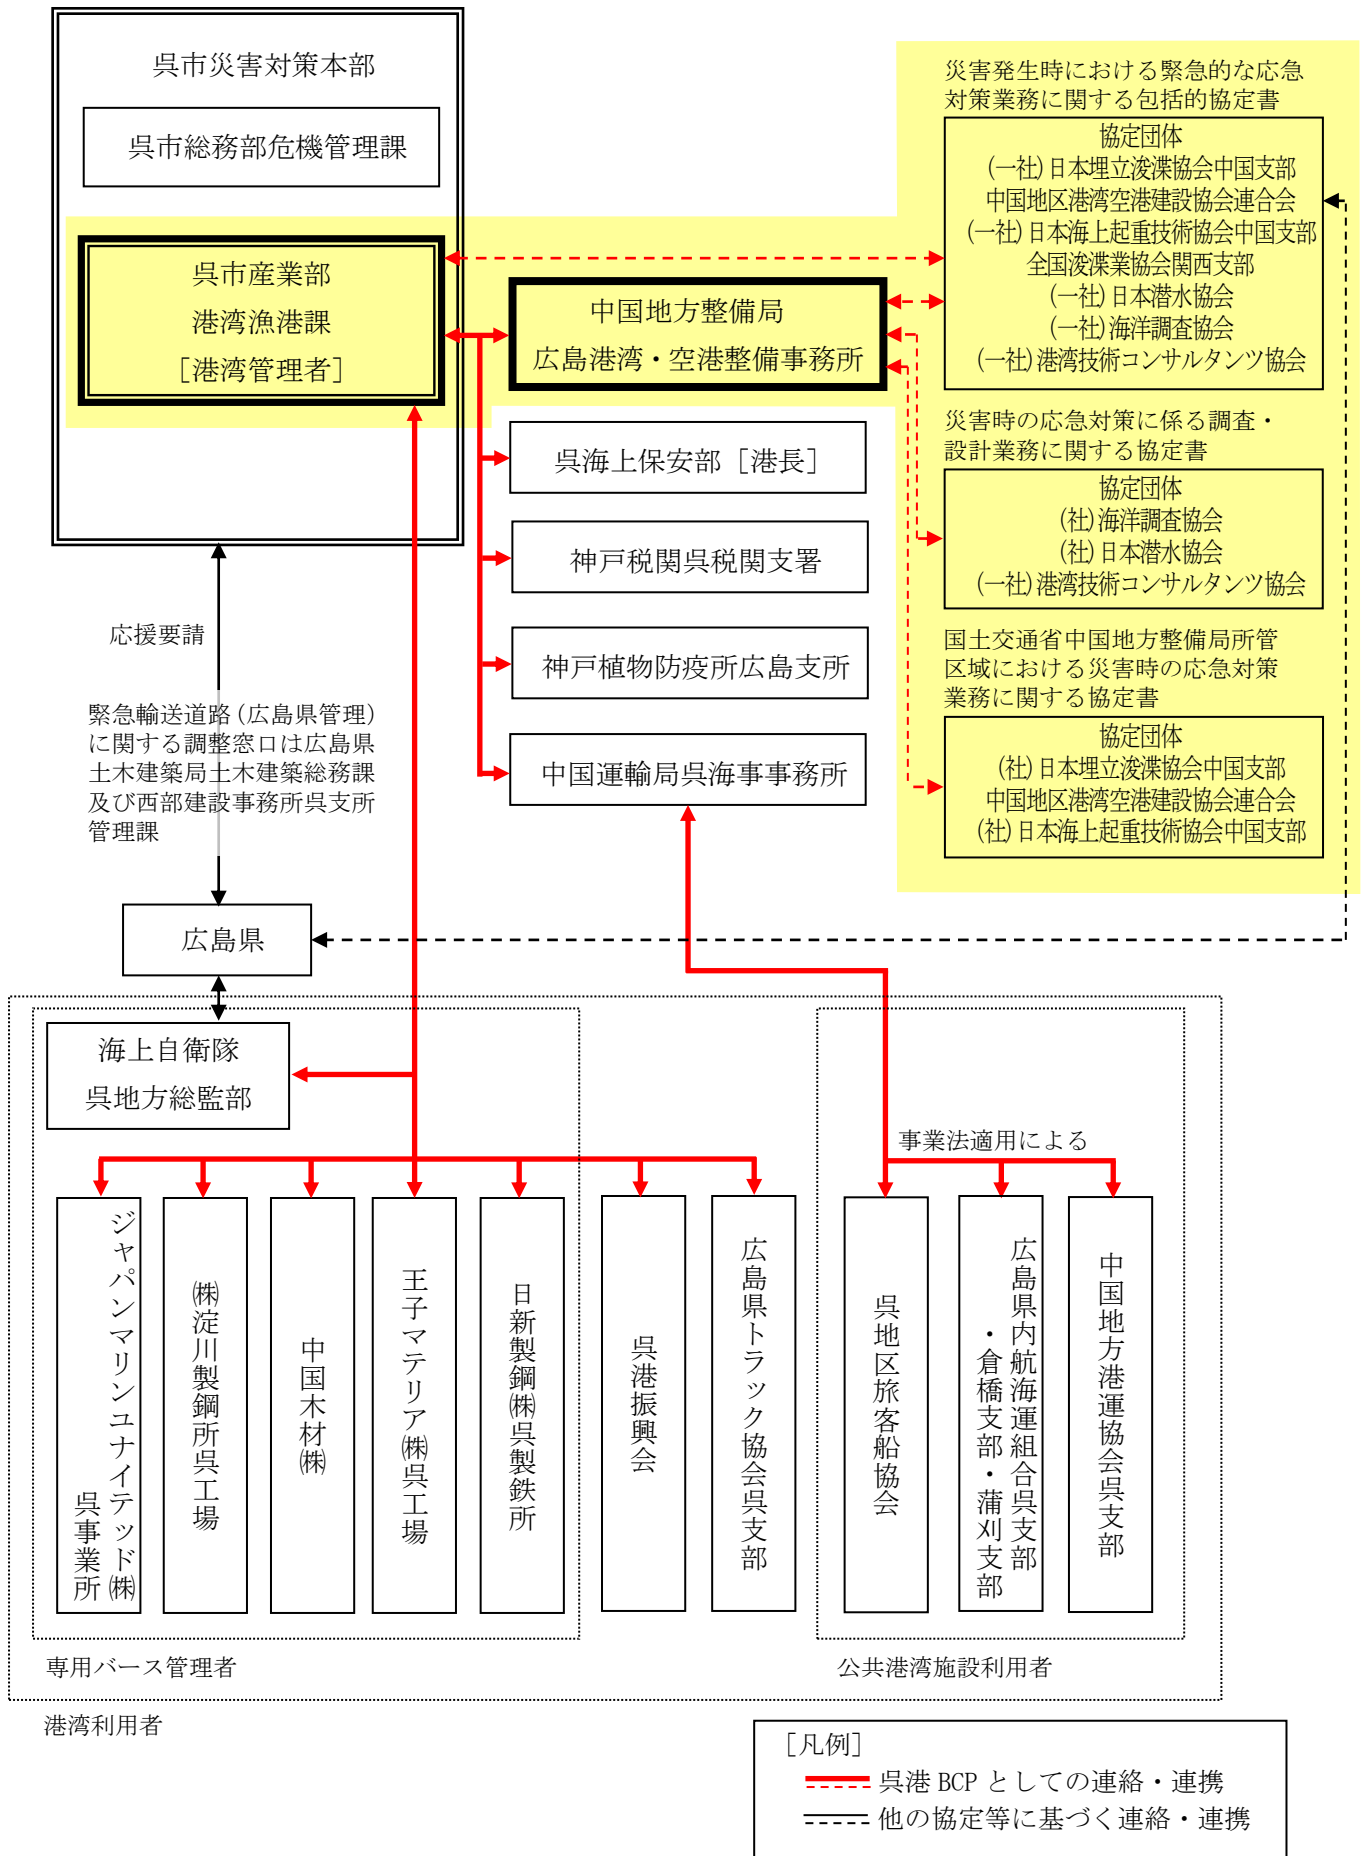 呉市災害対策本部
呉市総務部危機管理課
呉市産業部
港湾漁港課
［港湾管理者］
中国地方整備局
広島港湾・空港整備事務所
呉海上保安部［港長］
神戸税関呉税関支署
神戸植物防疫所広島支所
中国運輸局呉海事事務所
災害発生時における緊急的な応急
対策業務に関する包括的協定書
協定団体
(一社)日本埋立浚渫協会中国支部
中国地区港湾空港建設協会連合会
(一社)日本海上起重技術協会中国支部
全国浚渫業協会関西支部
(一社)日本潜水協会
(一社)海洋調査協会
(一社)港湾技術コンサルタンツ協会
災害時の応急対策に係る調査・
設計業務に関する協定書
協定団体
(社)海洋調査協会
(社)日本潜水協会
(一社)港湾技術コンサルタンツ協会
国土交通省中国地方整備局所管
区域における災害時の応急対策
業務に関する協定書
協定団体
(社)日本埋立浚渫協会中国支部
中国地区港湾空港建設協会連合会
(社)日本海上起重技術協会中国支部
応援要請
緊急輸送道路(広島県管理)
に関する調整窓口は広島県
土木建築局土木建築総務課
及び西部建設事務所呉支所
管理課
広島県
海上自衛隊
呉地方総監部
事業法適用による
ジャパンマリンユナイテッド㈱
呉事業所
㈱淀川製鋼所呉工場
中国木材㈱
王子マテリア㈱呉工場
日新製鋼㈱呉製鉄所
呉港振興会
広島県トラック協会呉支部
呉地区旅客船協会
広島県内航海運組合呉支部
・倉橋支部・蒲刈支部
中国地方港運協会呉支部
専用バース管理者
公共港湾施設利用者
港湾利用者
［凡例］
呉港 BCP としての連絡・連携
他の協定等に基づく連絡・連携